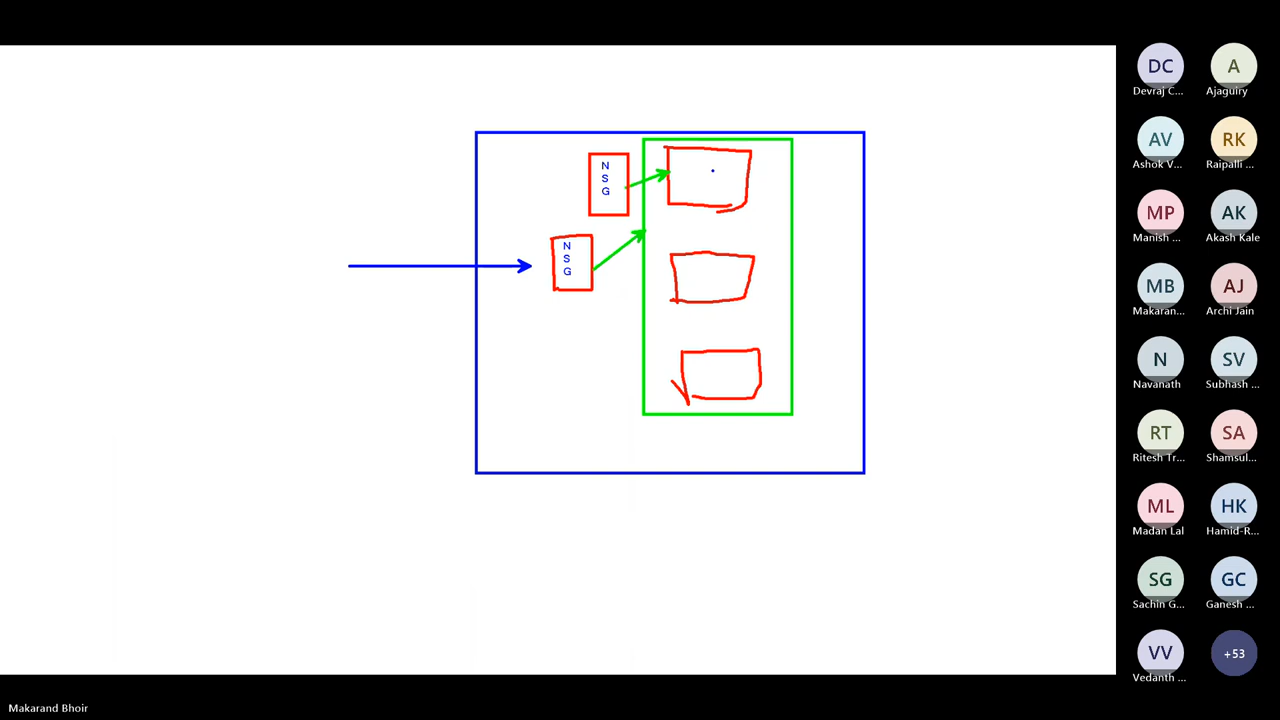 N
S
G
N
S
G
DC
Devraj C...
A
Ajaguiry
AV
Ashok V...
RK
Raipalli ...
MP
Manish ...
AK
Akash Kale
MB
Makaran...
AJ
Archi Jain
N
Navanath
SV
Subhash ...
RT
Ritesh Tr...
SA
Shamsul...
ML
Madan Lal
HK
Hamid-R...
SG
Sachin G...
GC
Ganesh ...
VV
Vedanth ...
+53
Makarand Bhoir